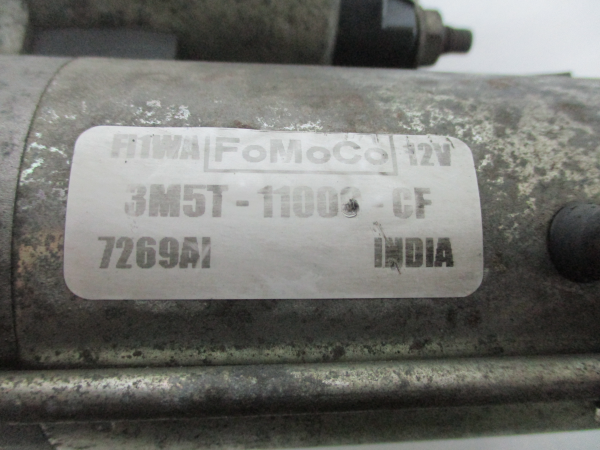 FoMoCo 12V
3M5T-11000-CF
7269AI INDIA